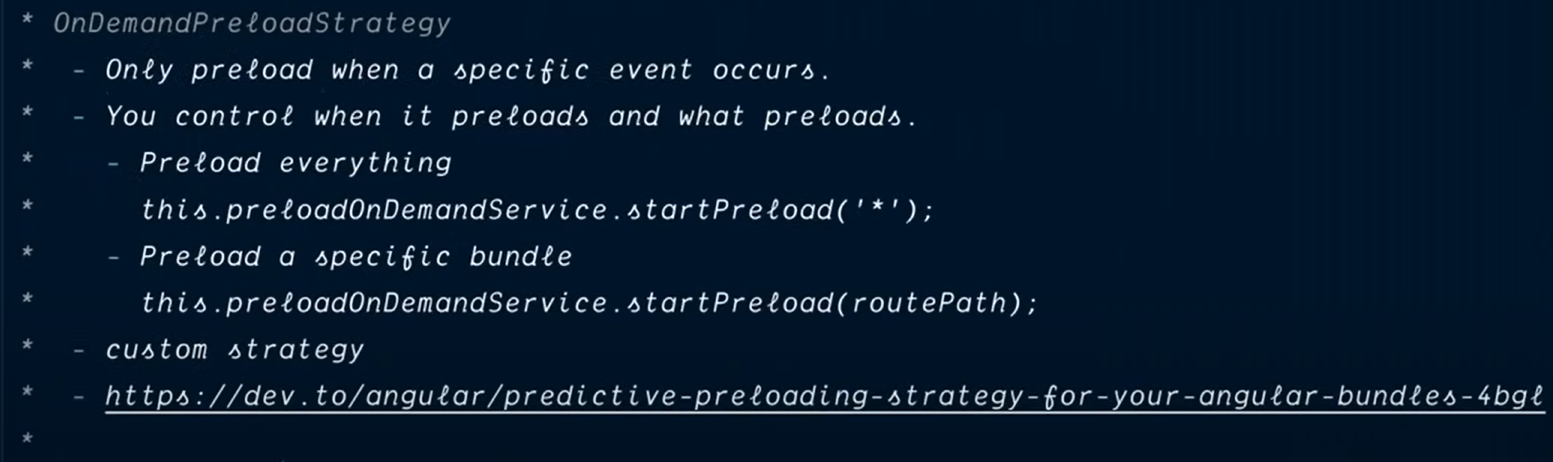 * OnDemandPreloadStrategy
*   - Only preload when a specific event occurs.
*   - You control when it preloads and what preloads.
*     - Preload everything
*       this.preloadOnDemandService.startPreload('*');
*     - Preload a specific bundle
*       this.preloadOnDemandService.startPreload(routePath);
*   - custom strategy
*   - https://dev.to/angular/predictive-preloading-strategy-for-your-angular-bundles-4bgl
*